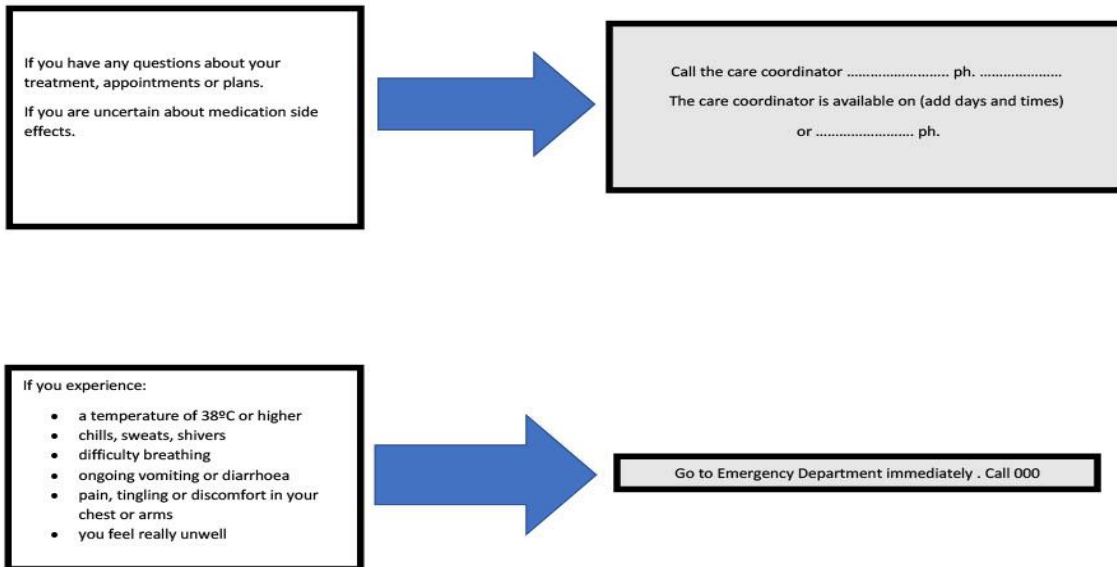 If you have any questions about your
treatment, appointments or plans.
If you are uncertain about medication side
effects.
Call the care coordinator .......................... ph. .....................
The care coordinator is available on (add days and times)
or ......................... ph.
If you experience:
• a temperature of 38ºC or higher
• chills, sweats, shivers
• difficulty breathing
• ongoing vomiting or diarrhoea
• pain, tingling or discomfort in your
chest or arms
• you feel really unwell
Go to Emergency Department immediately . Call 000